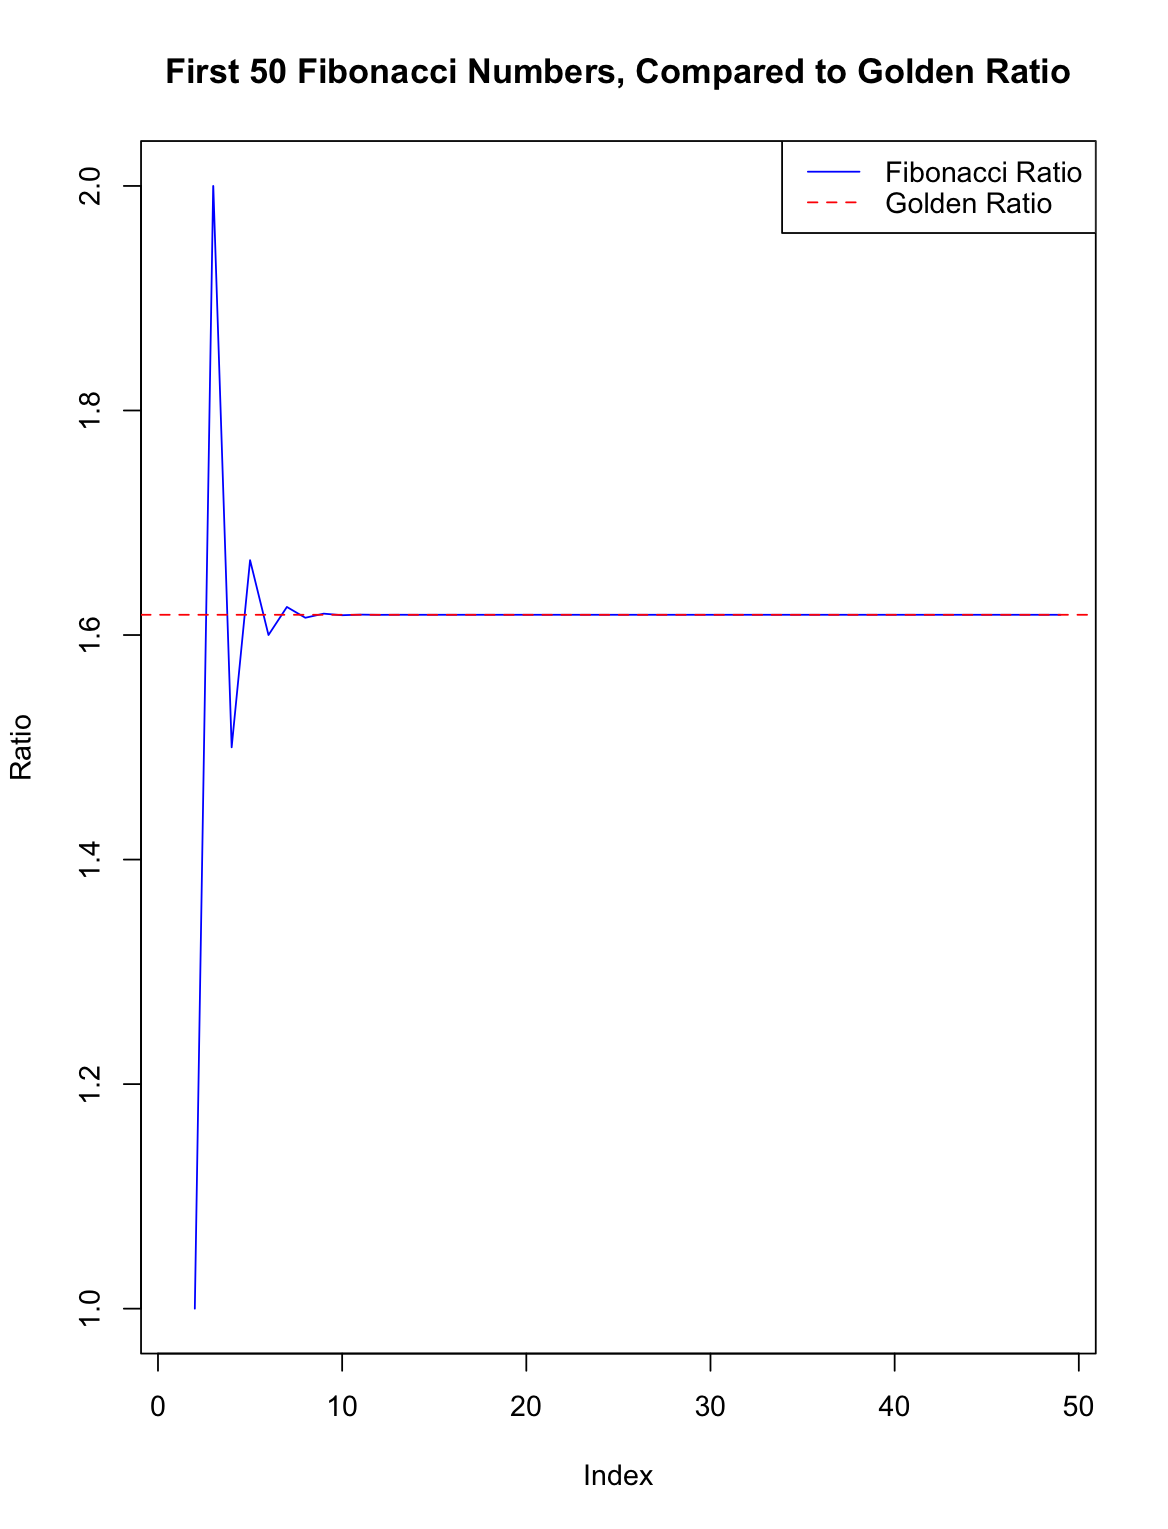 First 50 Fibonacci Numbers, Compared to Golden Ratio
Fibonacci Ratio
Golden Ratio
2.0
1.8
1.6
1.4
1.2
1.0
Ratio
0 10 20 30 40 50
Index